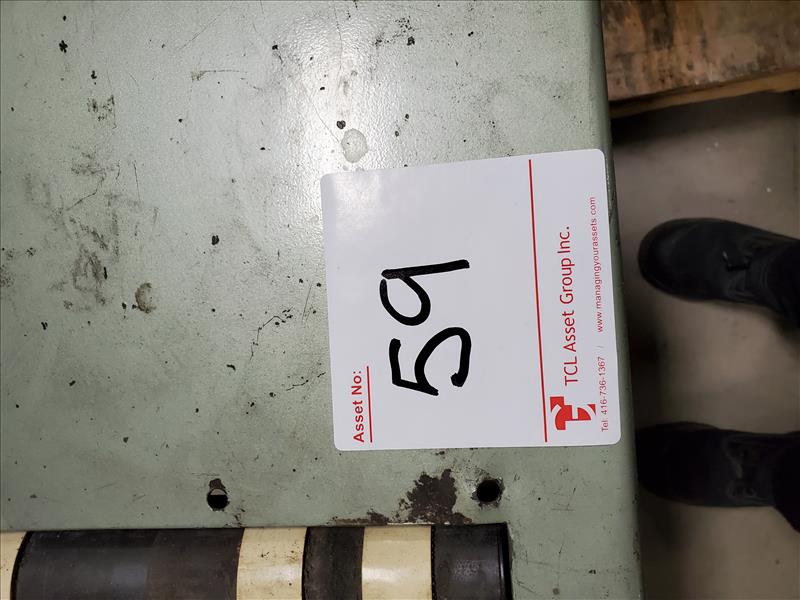 Asset No:
59
TCL Asset Group Inc.
Tel: 416-736-1367 / www.managingyourassets.com